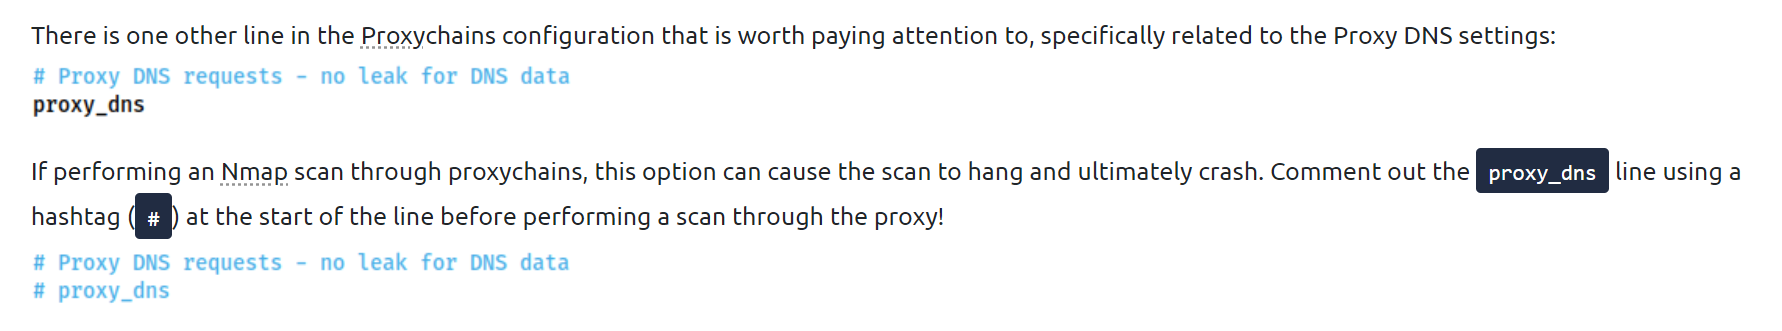 There is one other line in the Proxychains configuration that is worth paying attention to, specifically related to the Proxy DNS settings:
# Proxy DNS requests - no leak for DNS data
proxy_dns
If performing an Nmap scan through proxychains, this option can cause the scan to hang and ultimately crash. Comment out the proxy_dns line using a
hashtag ( # ) at the start of the line before performing a scan through the proxy!
# Proxy DNS requests - no leak for DNS data
# proxy_dns